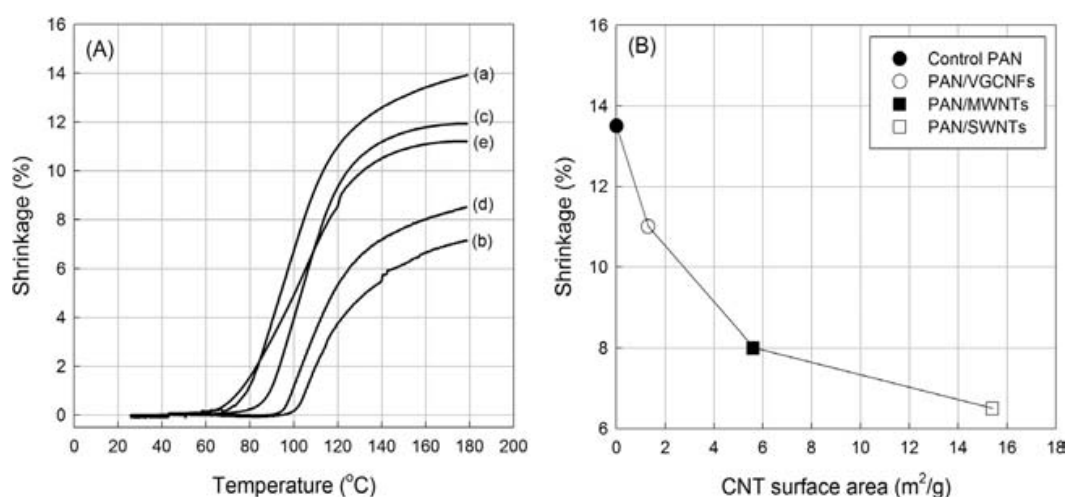 (A)
16
14
12
10
8
6
4
2
0
Shrinkage (%)
(a)
(c)
(e)
(d)
(b)
0 20 40 60 80 100 120 140 160 180 200
Temperature (°C)
(B)
Control PAN
PAN/VGCNFs
PAN/MWNTs
PAN/SWNTs
16
14
12
10
8
6
Shrinkage (%)
0 2 4 6 8 10 12 14 16 18
CNT surface area (m²/g)